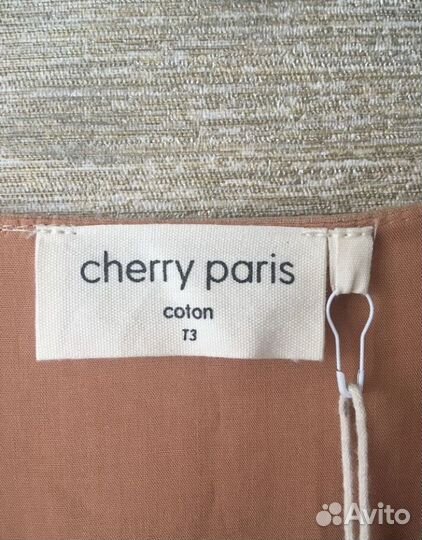 cherry paris
coton
T3
Avito